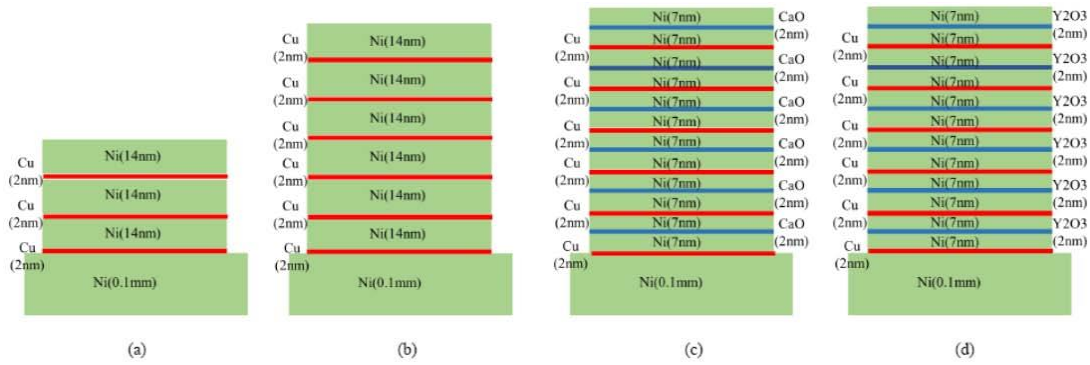 Ni(14nm)
Cu
(2nm)
Ni(14nm)
Cu
(2nm)
Ni(14nm)
Cu
(2nm)
Ni(0.1mm)
(a)
Ni(14nm)
Cu
(2nm)
Ni(14nm)
Cu
(2nm)
Ni(14nm)
Cu
(2nm)
Ni(14nm)
Cu
(2nm)
Ni(14nm)
Cu
(2nm)
Ni(14nm)
Cu
(2nm)
Ni(0.1mm)
(b)
Ni(7nm)
CaO
(2nm)
Ni(7nm)
Cu
(2nm)
Ni(7nm)
CaO
(2nm)
Ni(7nm)
Cu
(2nm)
Ni(7nm)
CaO
(2nm)
Ni(7nm)
Cu
(2nm)
Ni(7nm)
CaO
(2nm)
Ni(7nm)
Cu
(2nm)
Ni(7nm)
CaO
(2nm)
Ni(7nm)
Cu
(2nm)
Ni(7nm)
CaO
(2nm)
Ni(7nm)
Cu
(2nm)
Ni(0.1mm)
(c)
Ni(7nm)
Y2O3
(2nm)
Ni(7nm)
Cu
(2nm)
Ni(7nm)
Y2O3
(2nm)
Ni(7nm)
Cu
(2nm)
Ni(7nm)
Y2O3
(2nm)
Ni(7nm)
Cu
(2nm)
Ni(7nm)
Y2O3
(2nm)
Ni(7nm)
Cu
(2nm)
Ni(7nm)
Y2O3
(2nm)
Ni(7nm)
Cu
(2nm)
Ni(7nm)
Y2O3
(2nm)
Ni(7nm)
Cu
(2nm)
Ni(0.1mm)
(d)